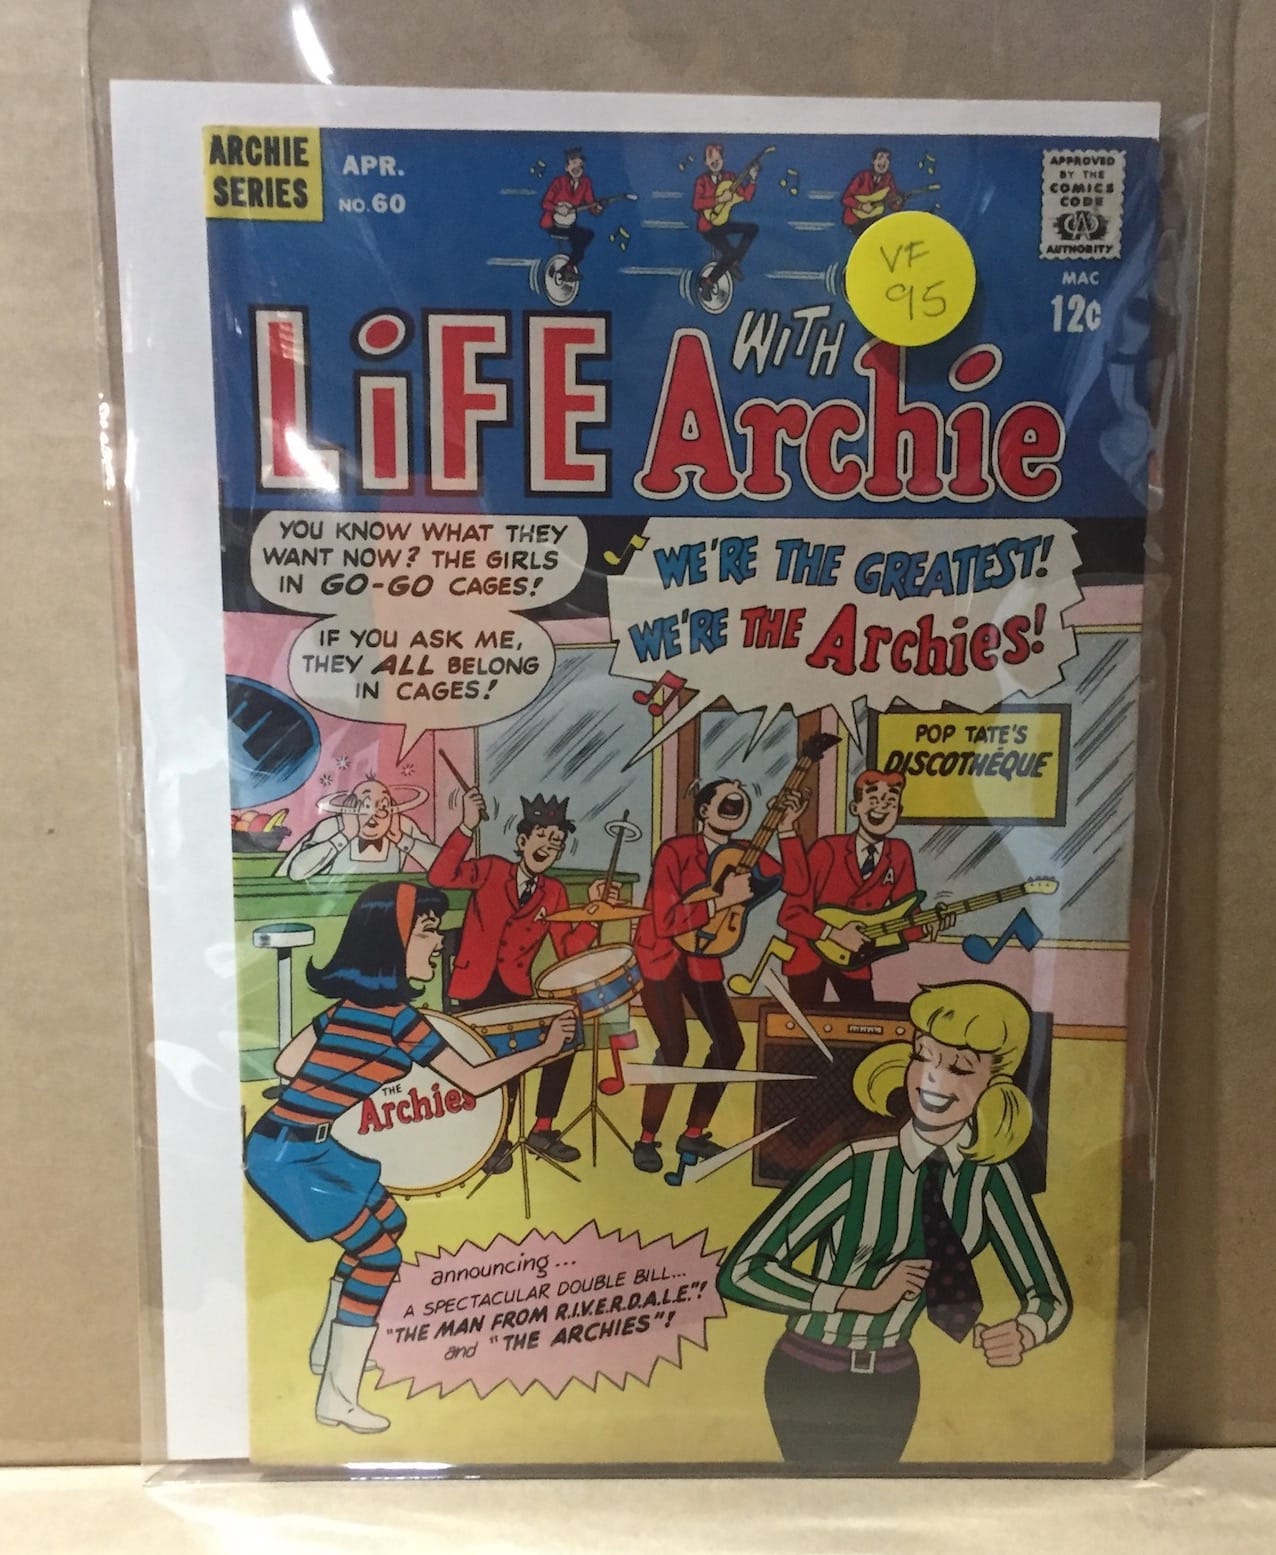 ARCHIE
SERIES
APR.
NO. 60
APPROVED
BY THE
COMICS
CODE
CA
AUTHORITY
MAC
12¢
VF
95
LiFE WITH Archie
YOU KNOW WHAT THEY
WANT NOW? THE GIRLS
IN GO-GO CAGES!
IF YOU ASK ME,
THEY ALL BELONG
IN CAGES!
WE'RE THE GREATEST!
WE'RE THE Archies!
POP TATE'S
DISCOTHÉQUE
A
A
THE
Archies
announcing...
A SPECTACULAR DOUBLE BILL...
"THE MAN FROM R.I.V.E.R.D.A.L.E."!
and "THE ARCHIES"!